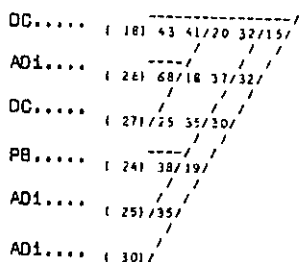 DC..... ( 18) 43 41/20 32/15/
AD1.... ( 26) 68/18 37/32/
DC..... ( 27)/25 35/30/
PB..... ( 24) 38/19/
AD1.... ( 25)/35/
AD1.... ( 30)/